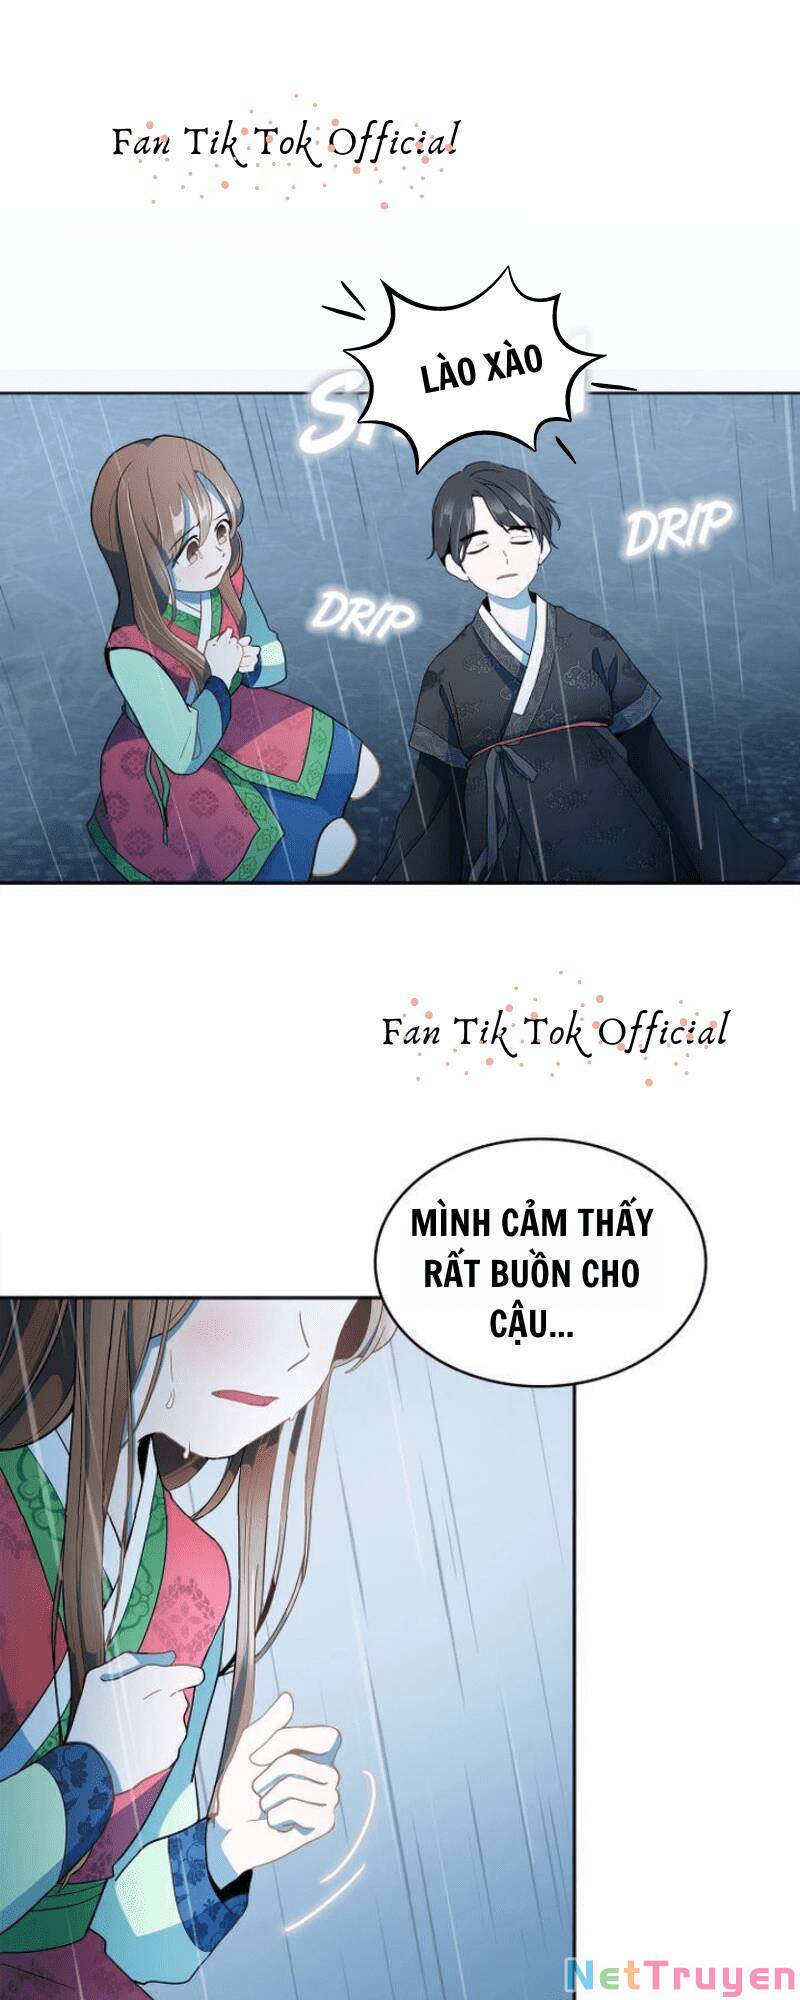 Fan Tik Tok Official
LÀO XÀO
DRIP
DRIP
Fan Tik Tok Official
MÌNH CẢM THẤY
RẤT BUỒN CHO
CẬU...
NetTruyen